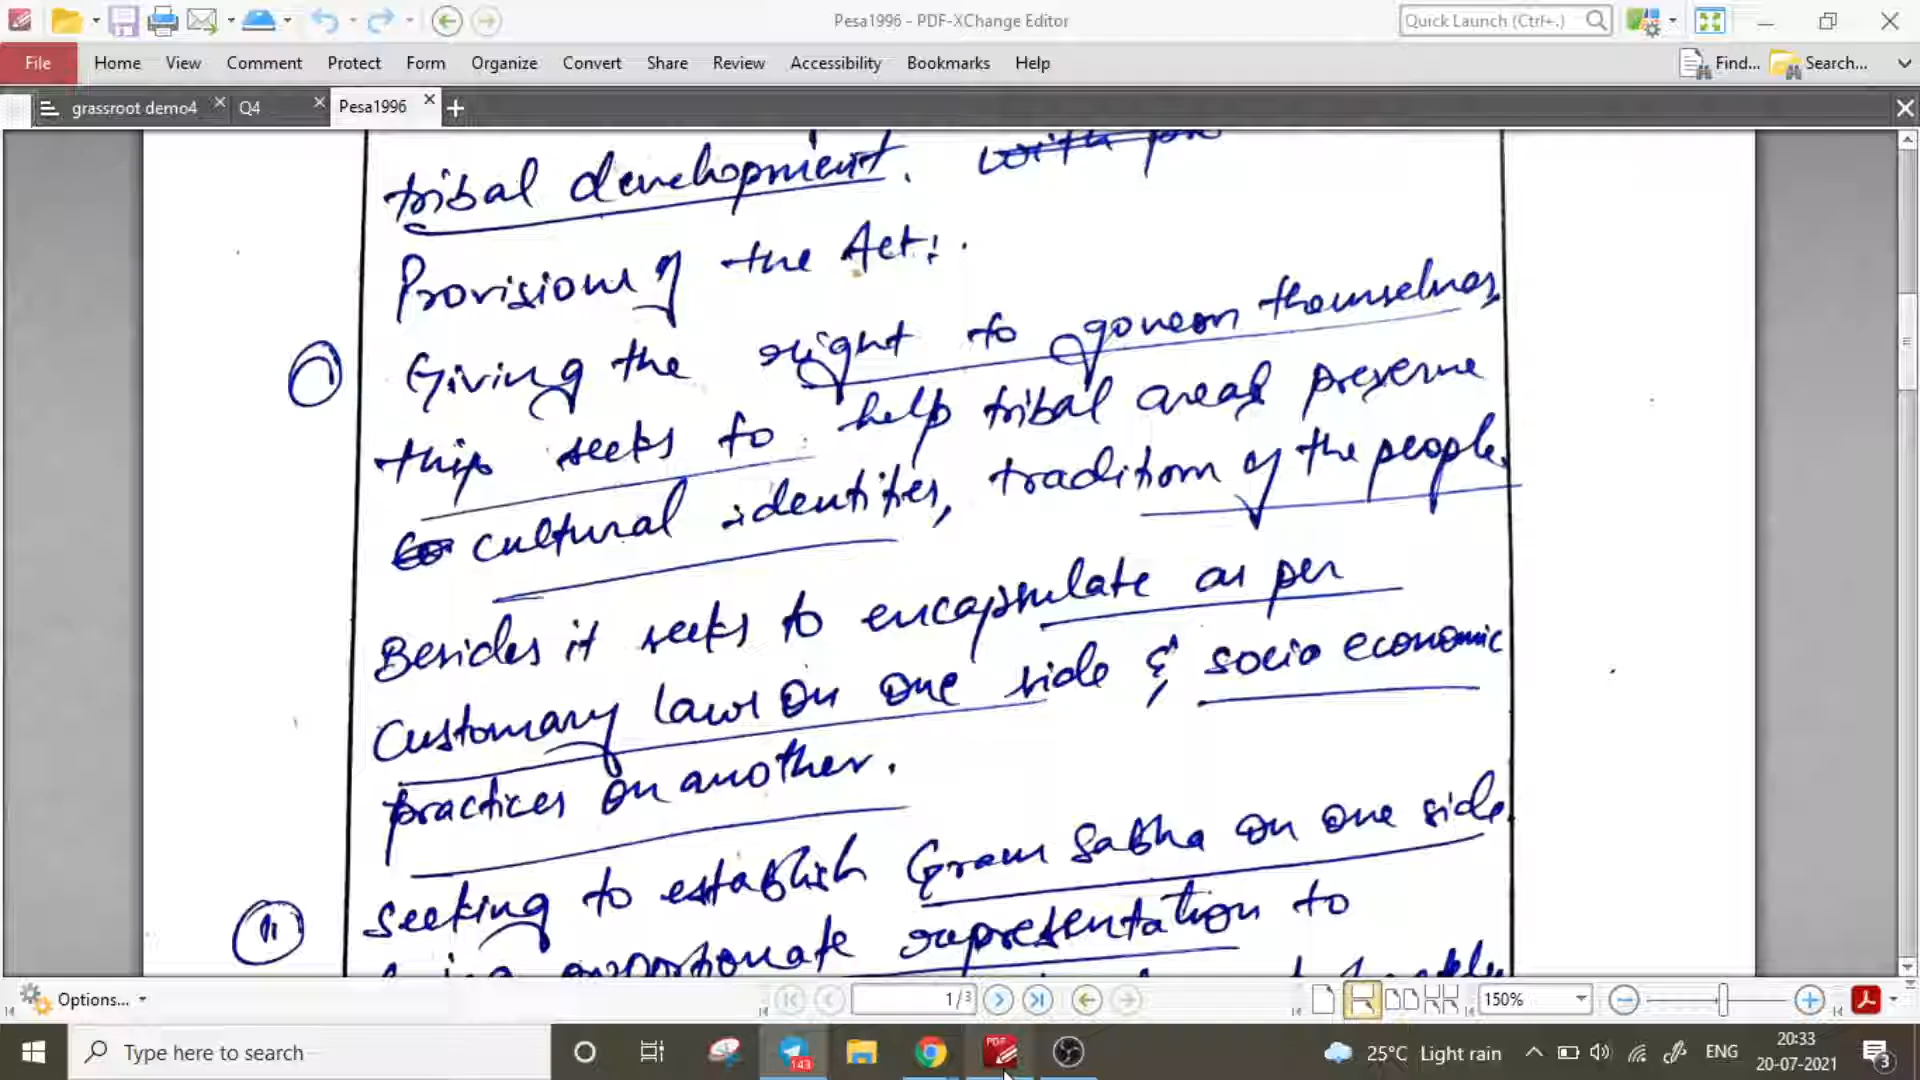 Pesa1996 - PDF-XChange Editor
Quick Launch (Ctrl+.)
File Home View Comment Protect Form Organize Convert Share Review Accessibility Bookmarks Help Find... Search...
grassroot demo4 Q4 Pesa1996
tribal development. with
Provisions of the Act:
Giving the right to govern themselves,
this seeks to help tribal areas preserve
cultural identities, traditions of the people.
Besides it seeks to encapsulate as per
Customary laws on one side & socio economic
practices on another.
11 Seeking to establish Gram Sabha on one side
proportionate representation to
Options... 1/3 150%
Type here to search 143 25°C Light rain ENG 20:33
20-07-2021 3